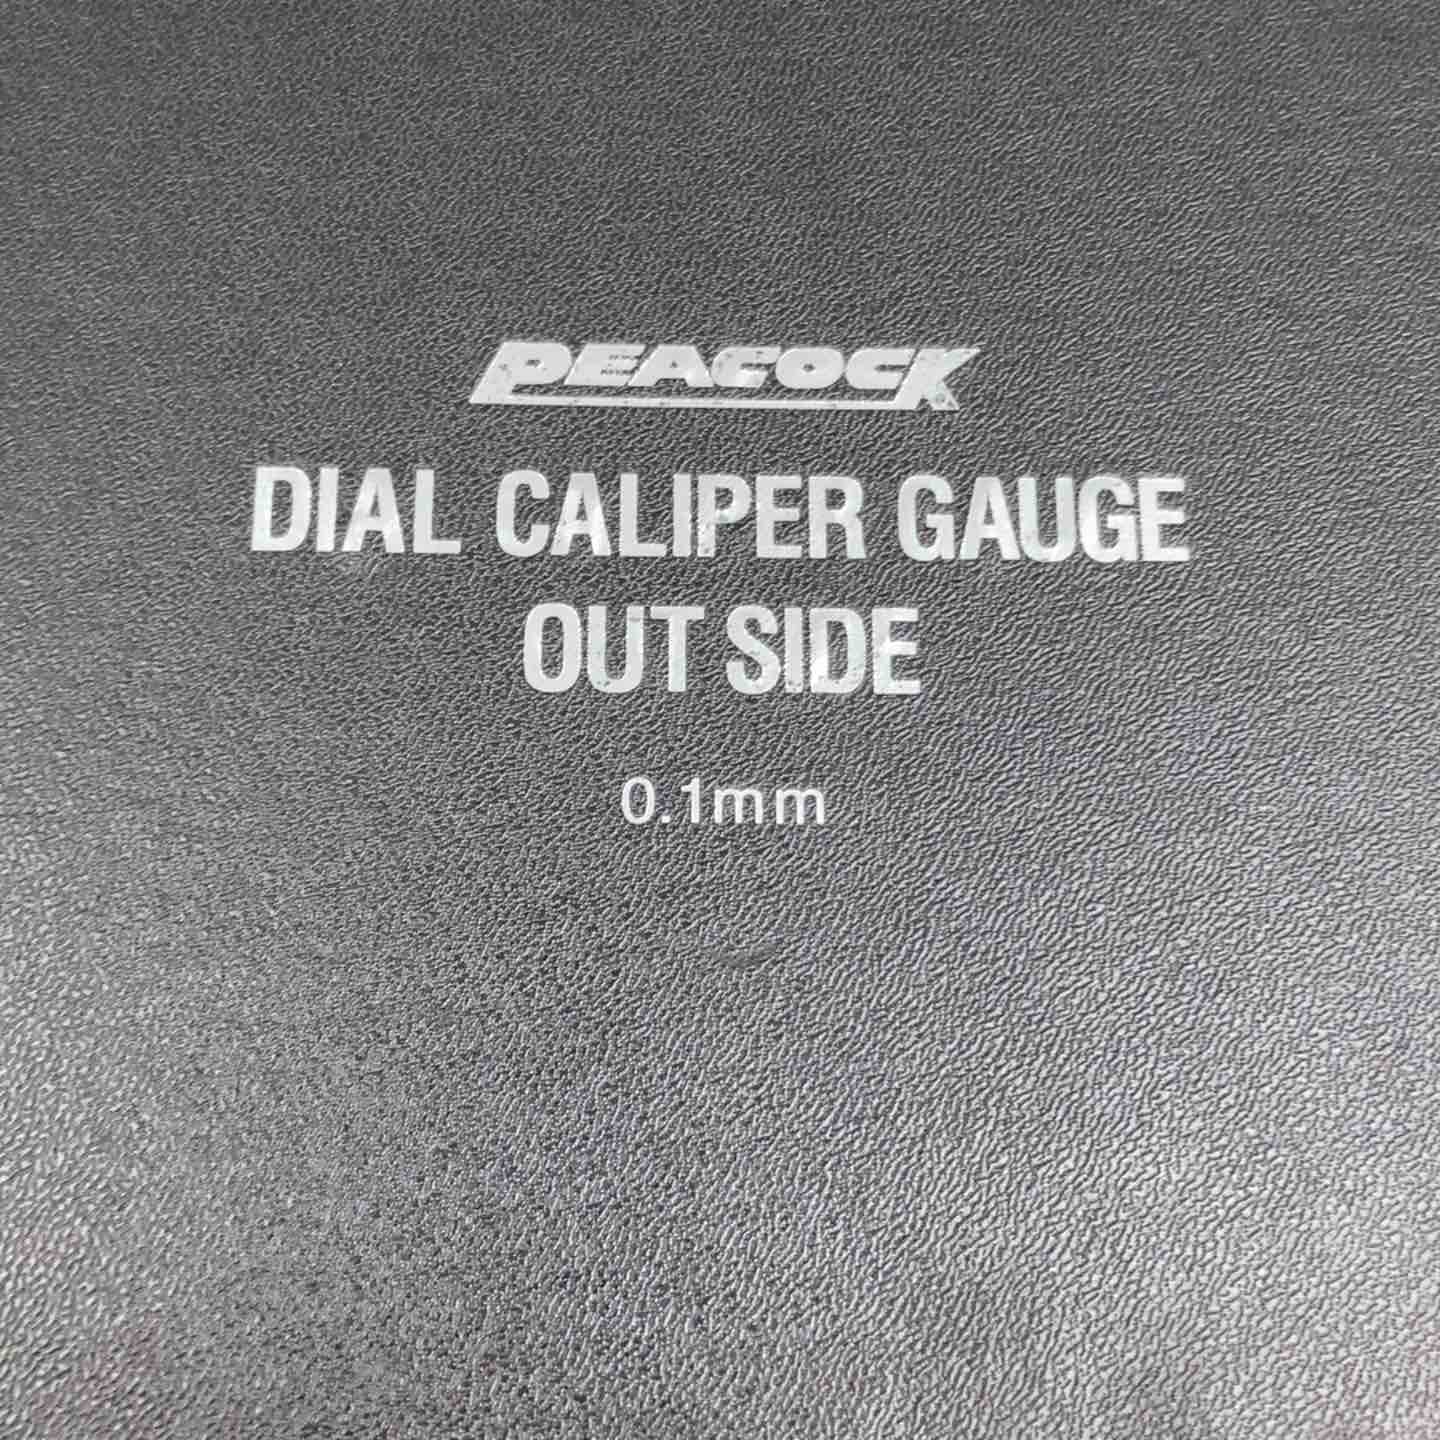 PEACOCK
DIAL CALIPER GAUGE
OUT SIDE
0.1mm